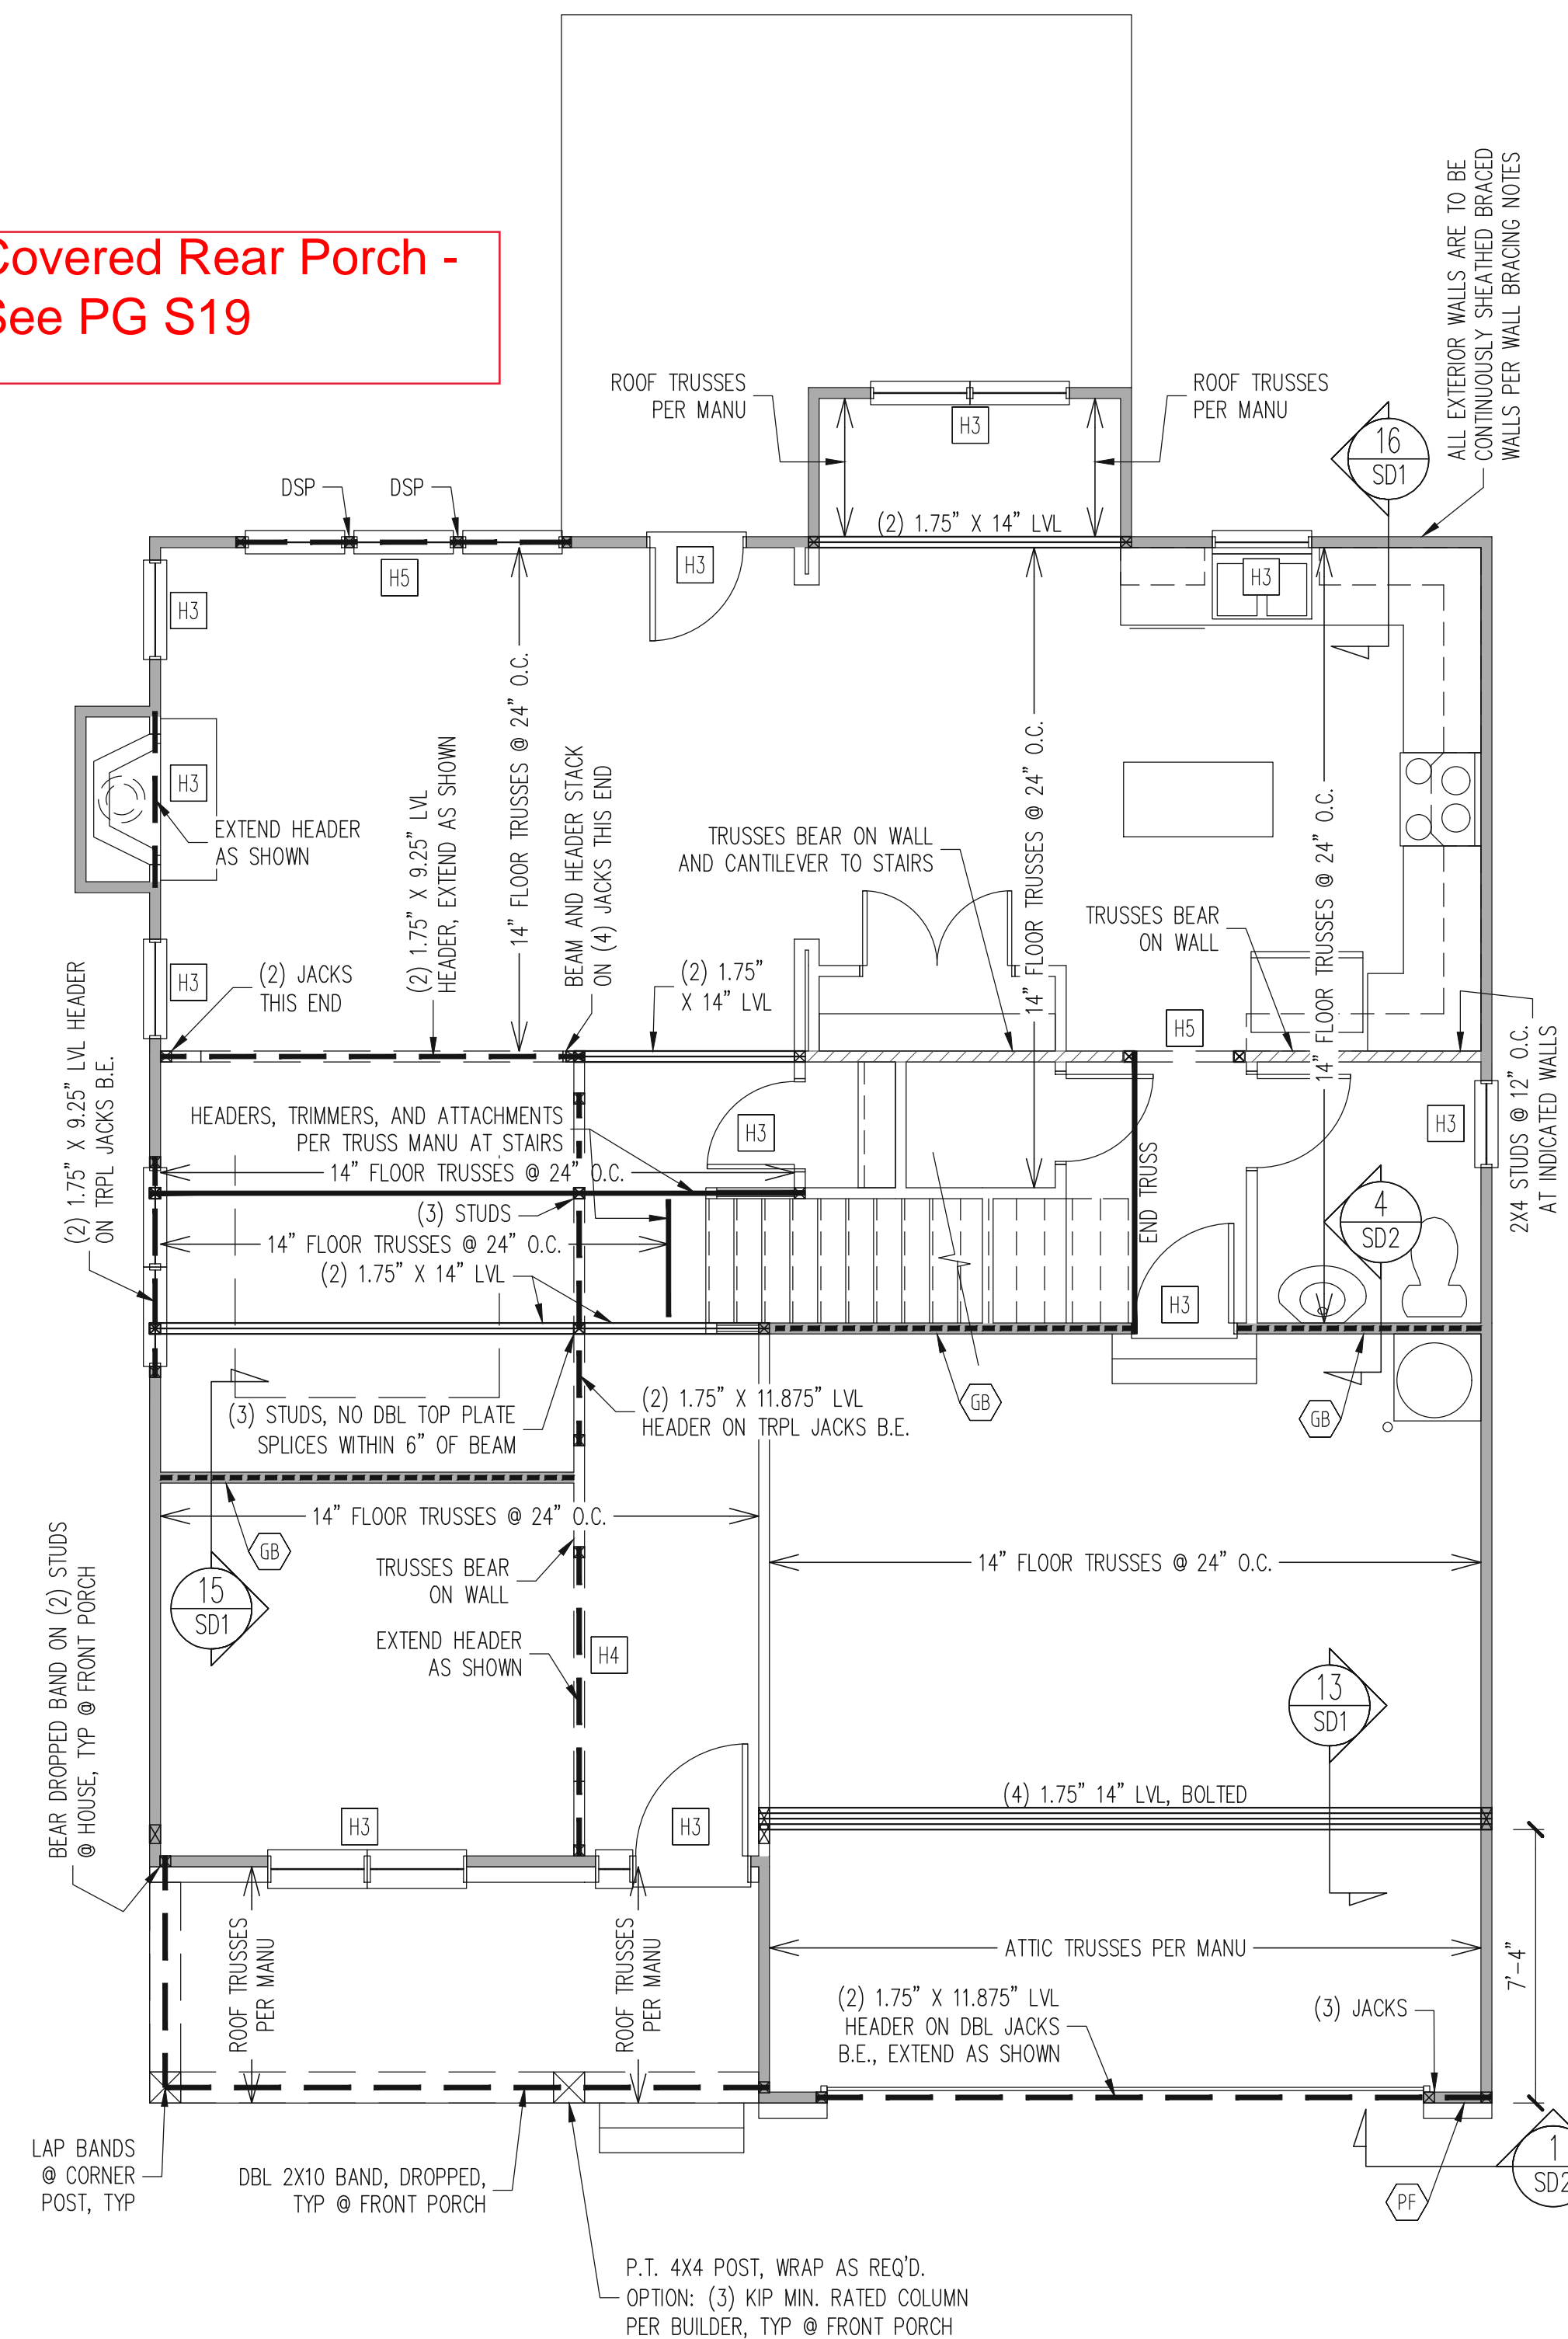 Covered Rear Porch -
See PG S19
ALL EXTERIOR WALLS ARE TO BE
CONTINUOUSLY SHEATHED BRACED
WALLS PER WALL BRACING NOTES
ROOF TRUSSES
PER MANU
H3
ROOF TRUSSES
PER MANU
16
SD1
DSP
DSP
(2) 1.75" X 14" LVL
H5
H3
H3
H3
14" FLOOR TRUSSES @ 24" O.C.
14" FLOOR TRUSSES @ 24" O.C.
14" FLOOR TRUSSES @ 24" O.C.
H3
EXTEND HEADER
AS SHOWN
(2) 1.75" X 9.25" LVL
HEADER, EXTEND AS SHOWN
BEAM AND HEADER STACK
ON (4) JACKS THIS END
TRUSSES BEAR ON WALL
AND CANTILEVER TO STAIRS
TRUSSES BEAR
ON WALL
H3
(2) JACKS
THIS END
(2) 1.75"
X 14" LVL
H5
(2) 1.75" X 9.25" LVL HEADER
ON TRPL JACKS B.E.
2X4 STUDS @ 12" O.C.
AT INDICATED WALLS
HEADERS, TRIMMERS, AND ATTACHMENTS
PER TRUSS MANU AT STAIRS
H3
H3
14" FLOOR TRUSSES @ 24" O.C.
END TRUSS
(3) STUDS
4
SD2
14" FLOOR TRUSSES @ 24" O.C.
(2) 1.75" X 14" LVL
H3
(2) 1.75" X 11.875" LVL
HEADER ON TRPL JACKS B.E.
GB
GB
(3) STUDS, NO DBL TOP PLATE
SPLICES WITHIN 6" OF BEAM
14" FLOOR TRUSSES @ 24" O.C.
GB
TRUSSES BEAR
ON WALL
14" FLOOR TRUSSES @ 24" O.C.
15
SD1
EXTEND HEADER
AS SHOWN
H4
BEAR DROPPED BAND ON (2) STUDS
@ HOUSE, TYP @ FRONT PORCH
13
SD1
(4) 1.75" 14" LVL, BOLTED
H3
H3
ROOF TRUSSES
PER MANU
ROOF TRUSSES
PER MANU
ATTIC TRUSSES PER MANU
7'-4"
(2) 1.75" X 11.875" LVL
HEADER ON DBL JACKS
B.E., EXTEND AS SHOWN
(3) JACKS
LAP BANDS
@ CORNER
POST, TYP
DBL 2X10 BAND, DROPPED,
TYP @ FRONT PORCH
1
SD2
PF
P.T. 4X4 POST, WRAP AS REQ'D.
OPTION: (3) KIP MIN. RATED COLUMN
PER BUILDER, TYP @ FRONT PORCH